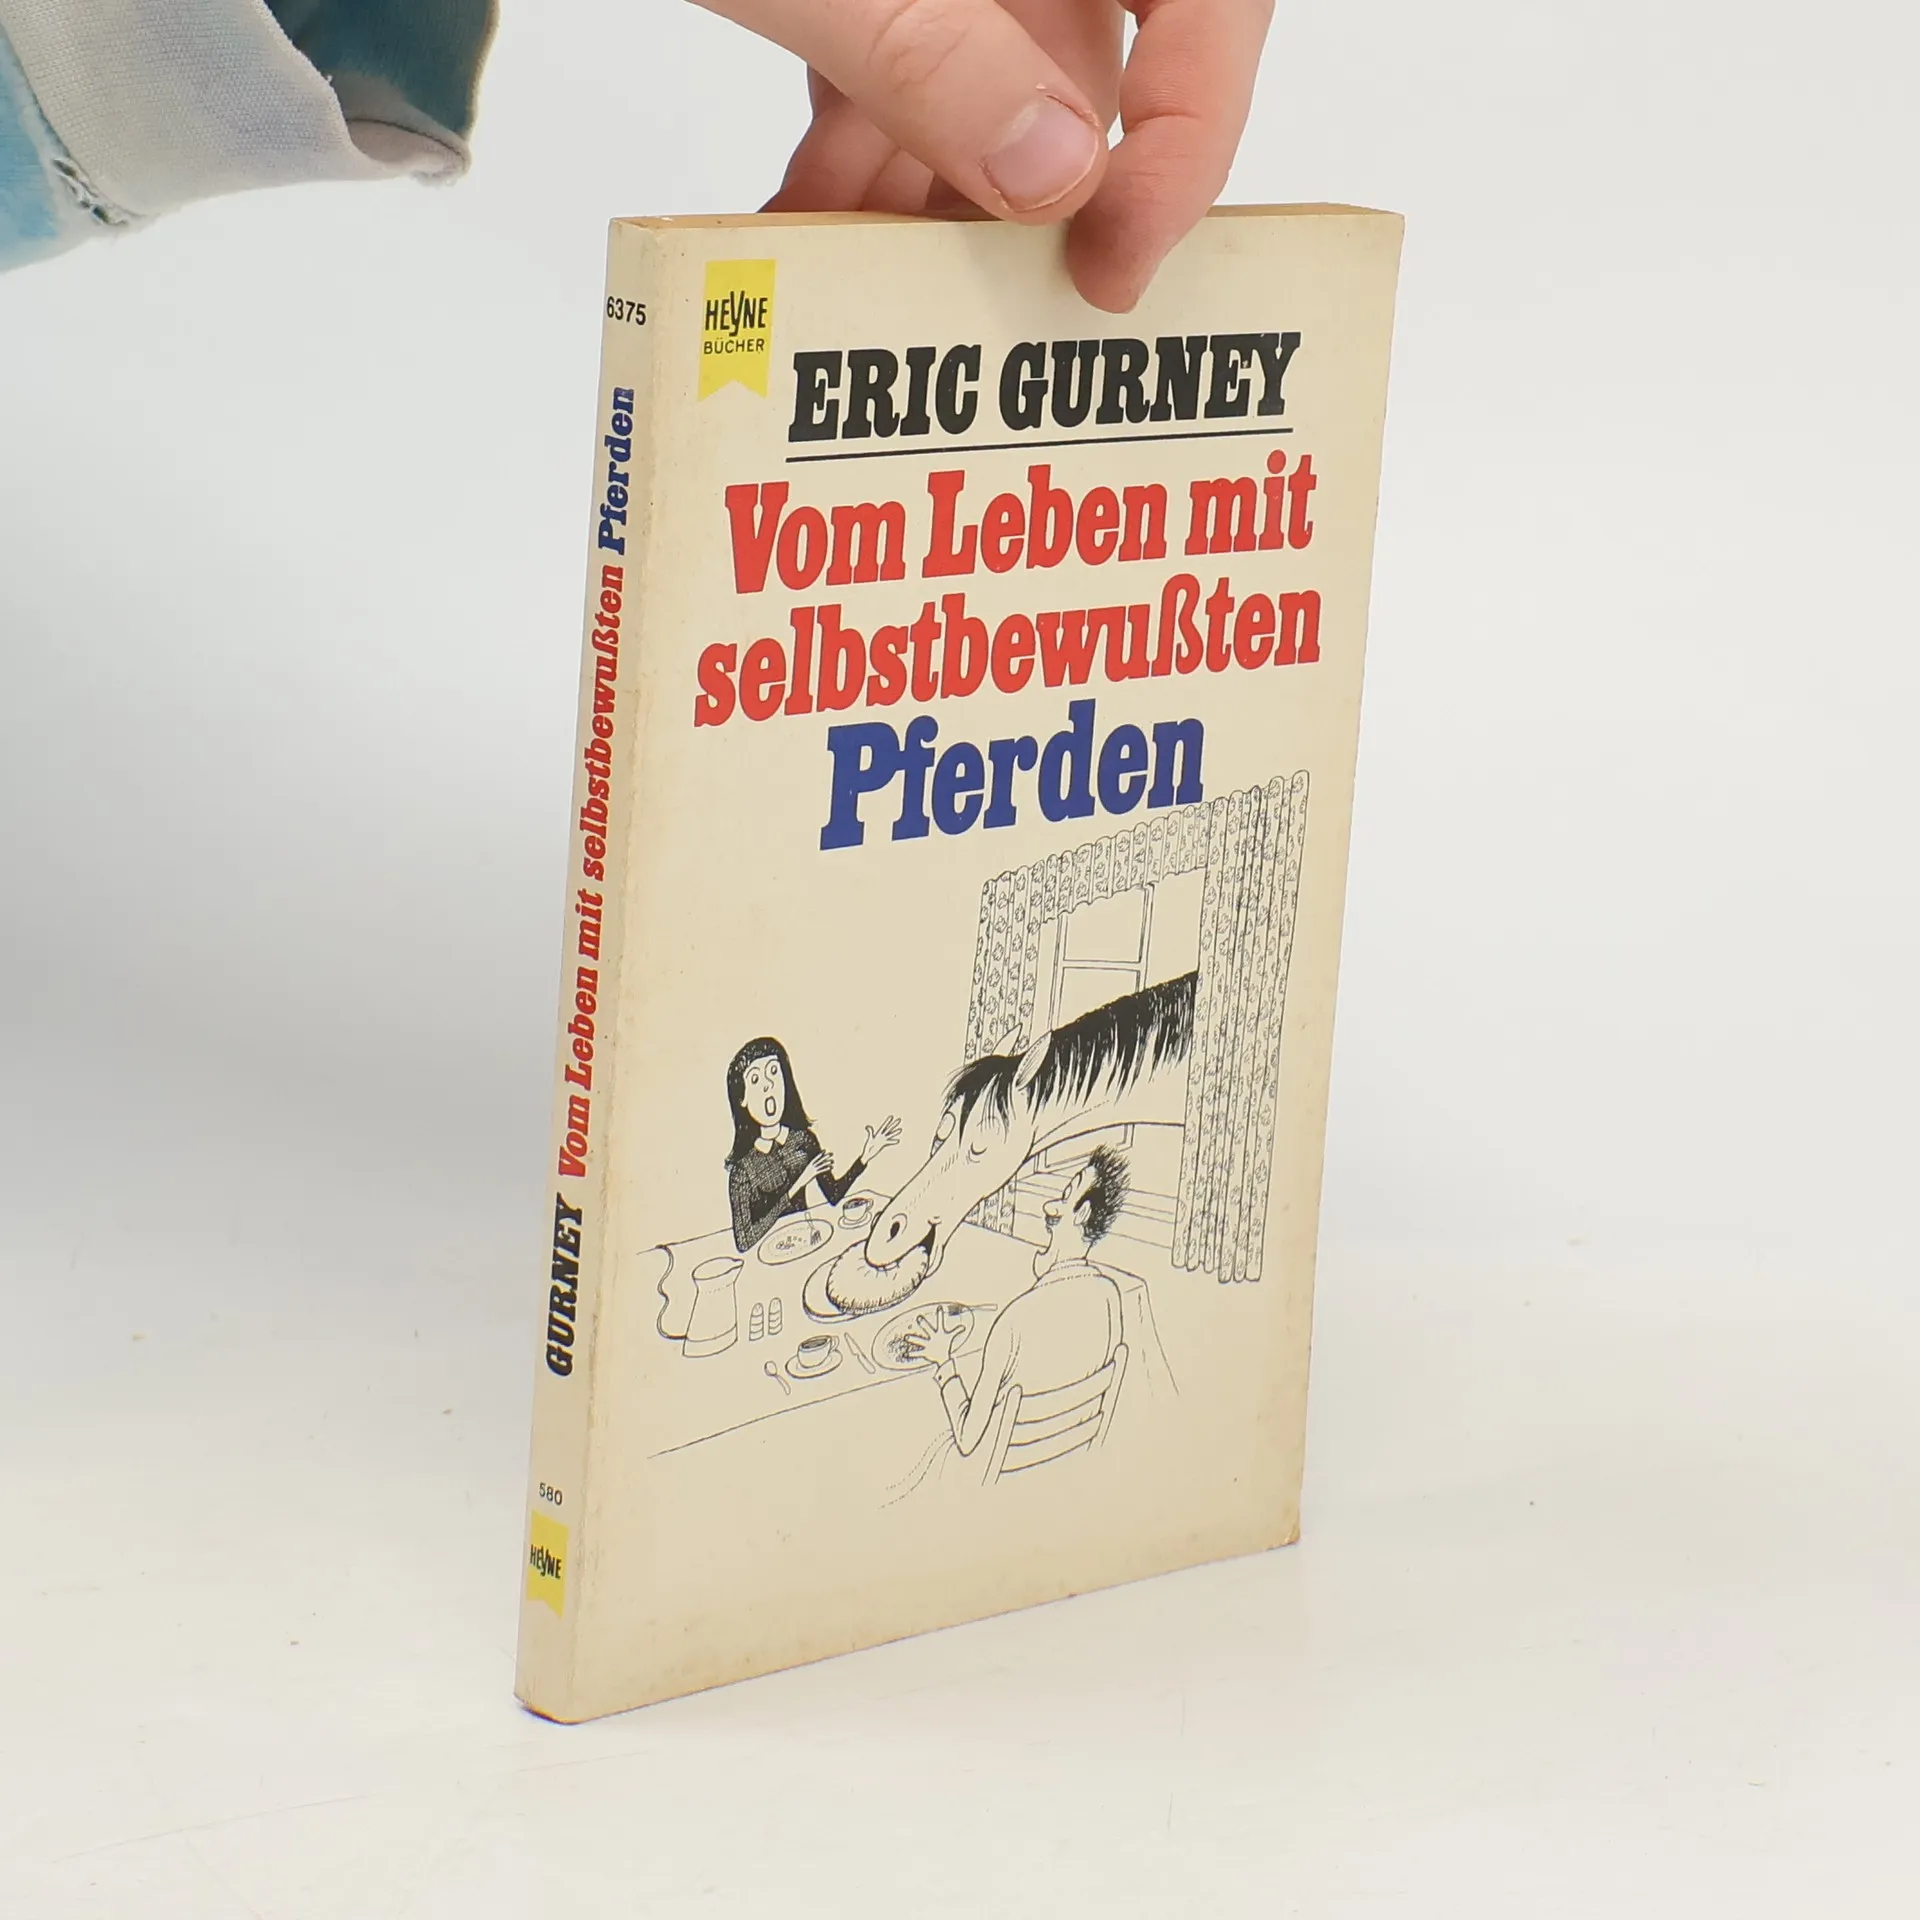 6375
HEYNE
BÜCHER
ERIC GURNEY
Vom Leben mit
selbstbewußten
Pferden
GURNEY Vom Leben mit selbstbewußten Pferden
580
HEYNE